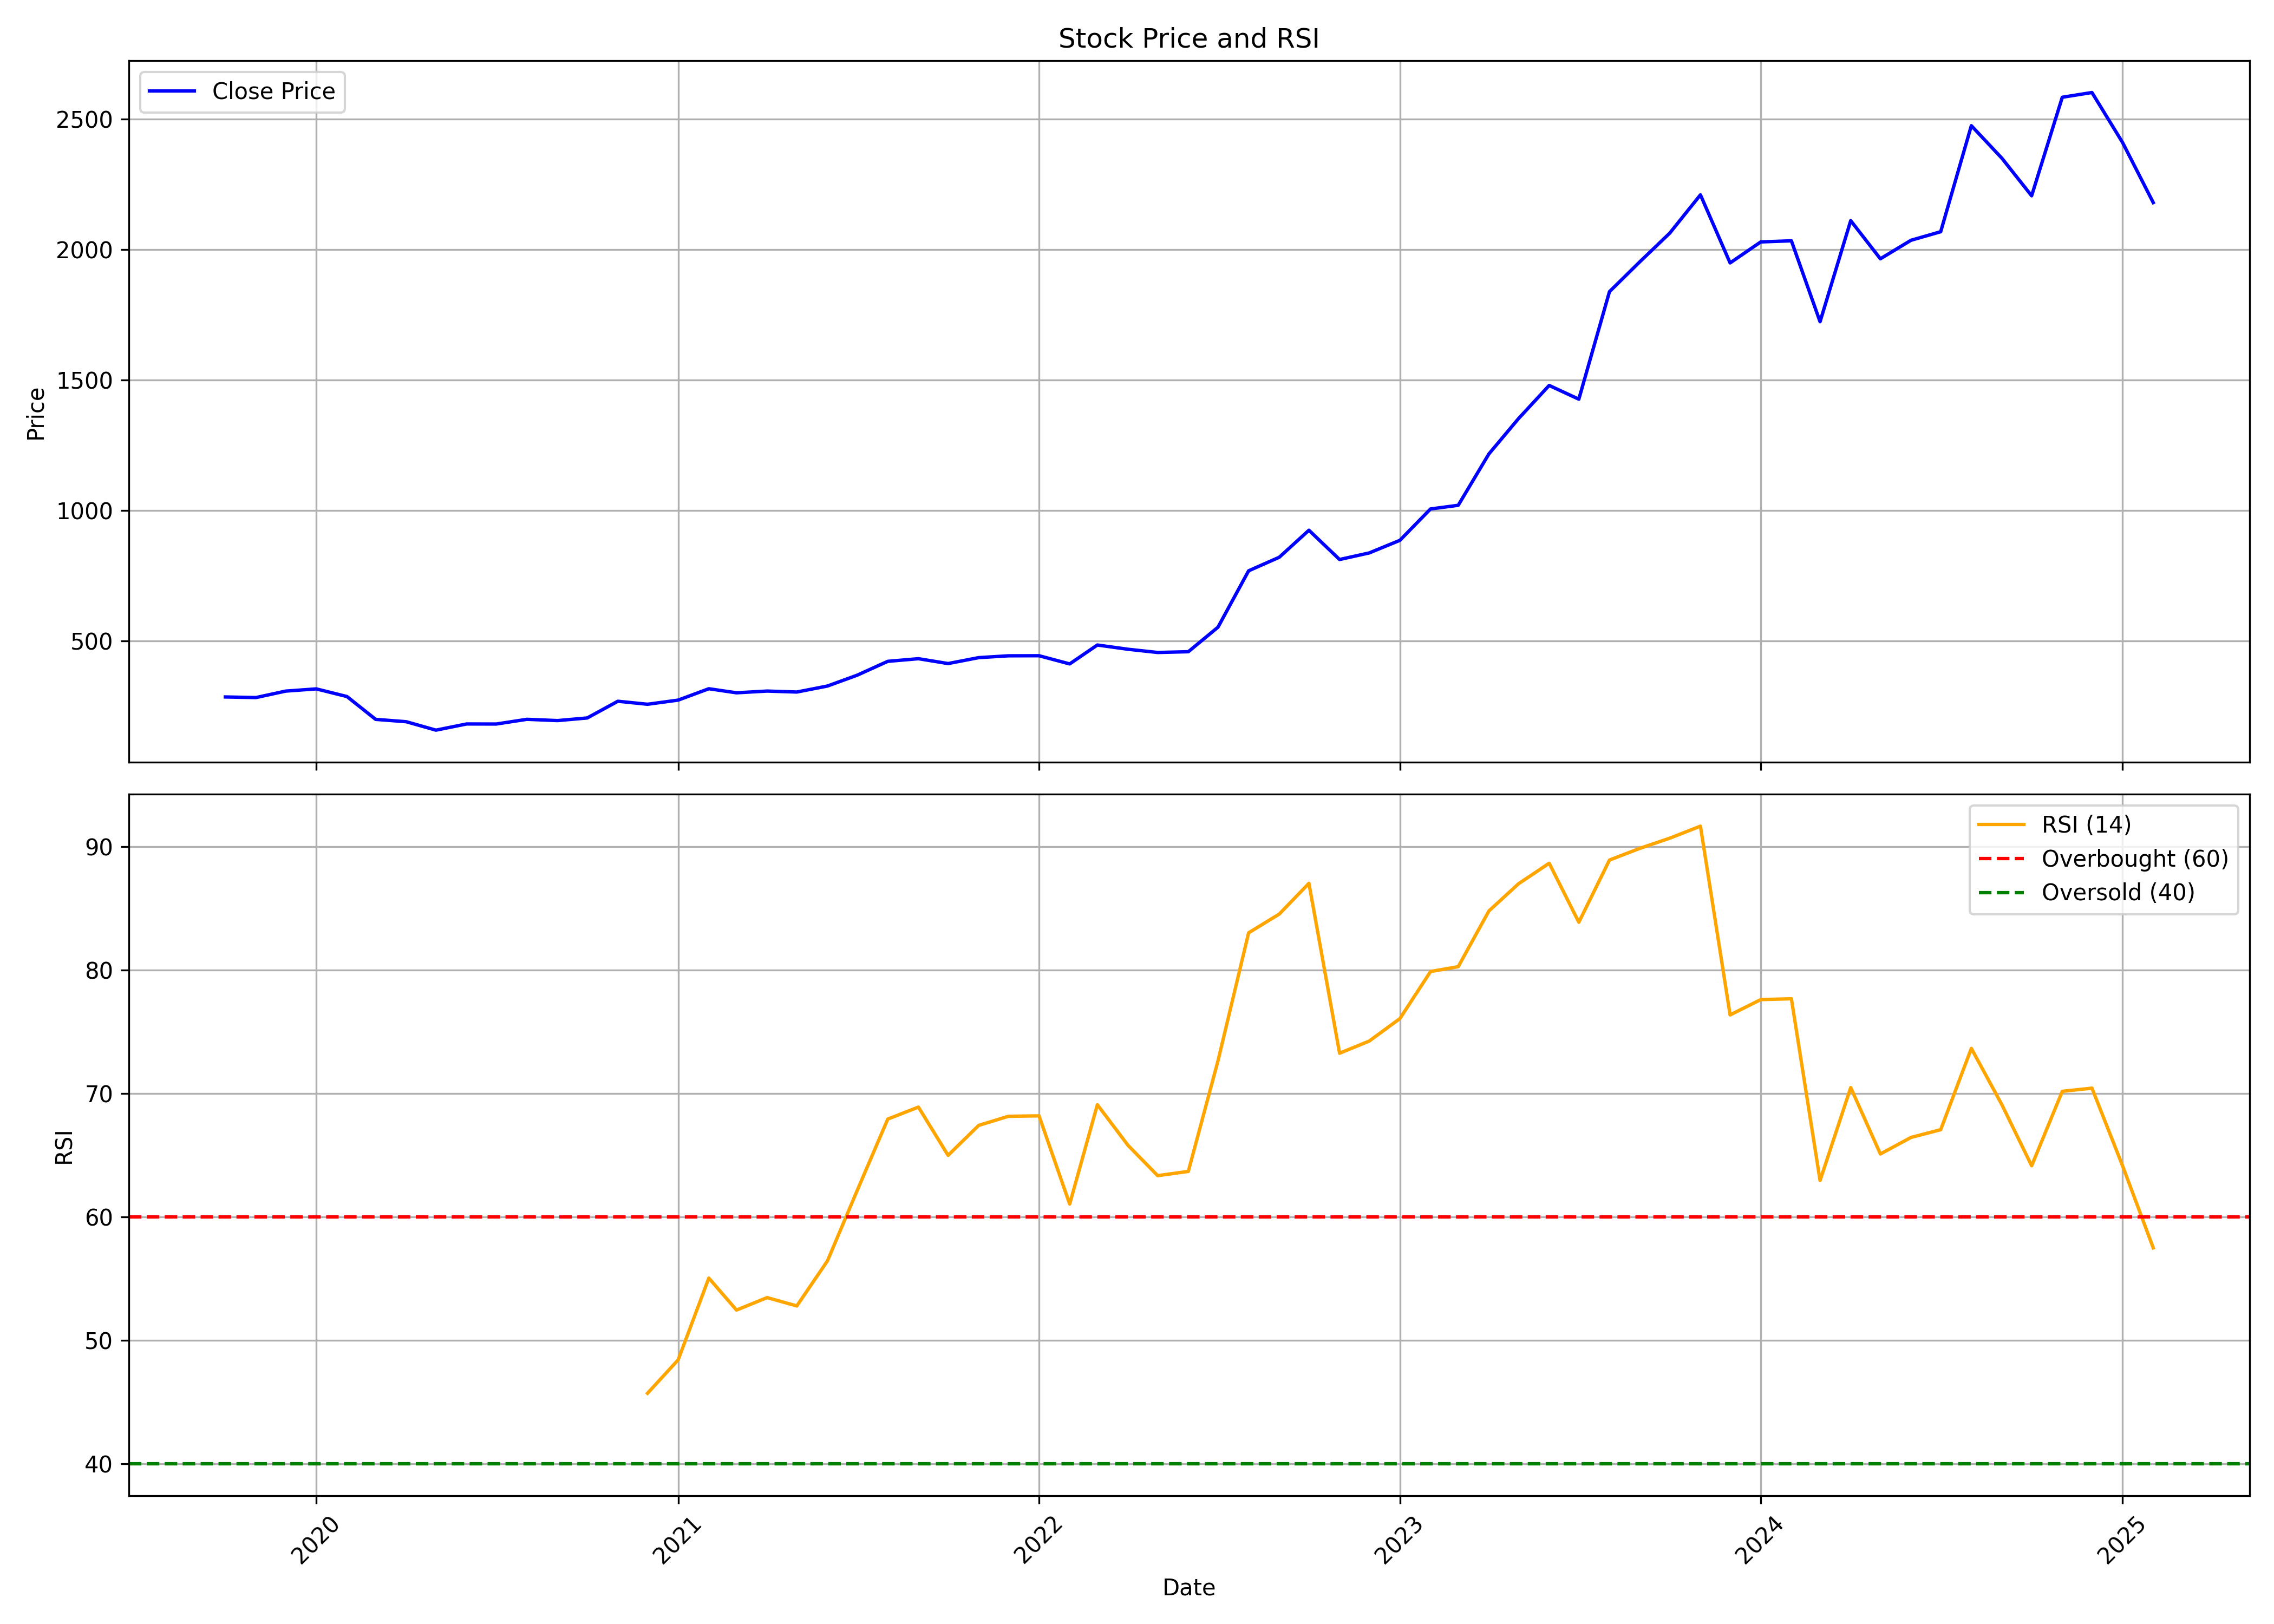 Stock Price and RSI
Close Price
2500
2000
1500
1000
500
Price
RSI (14)
Overbought (60)
Oversold (40)
90
80
70
60
50
40
RSI
2020
2021
2022
2023
2024
2025
Date